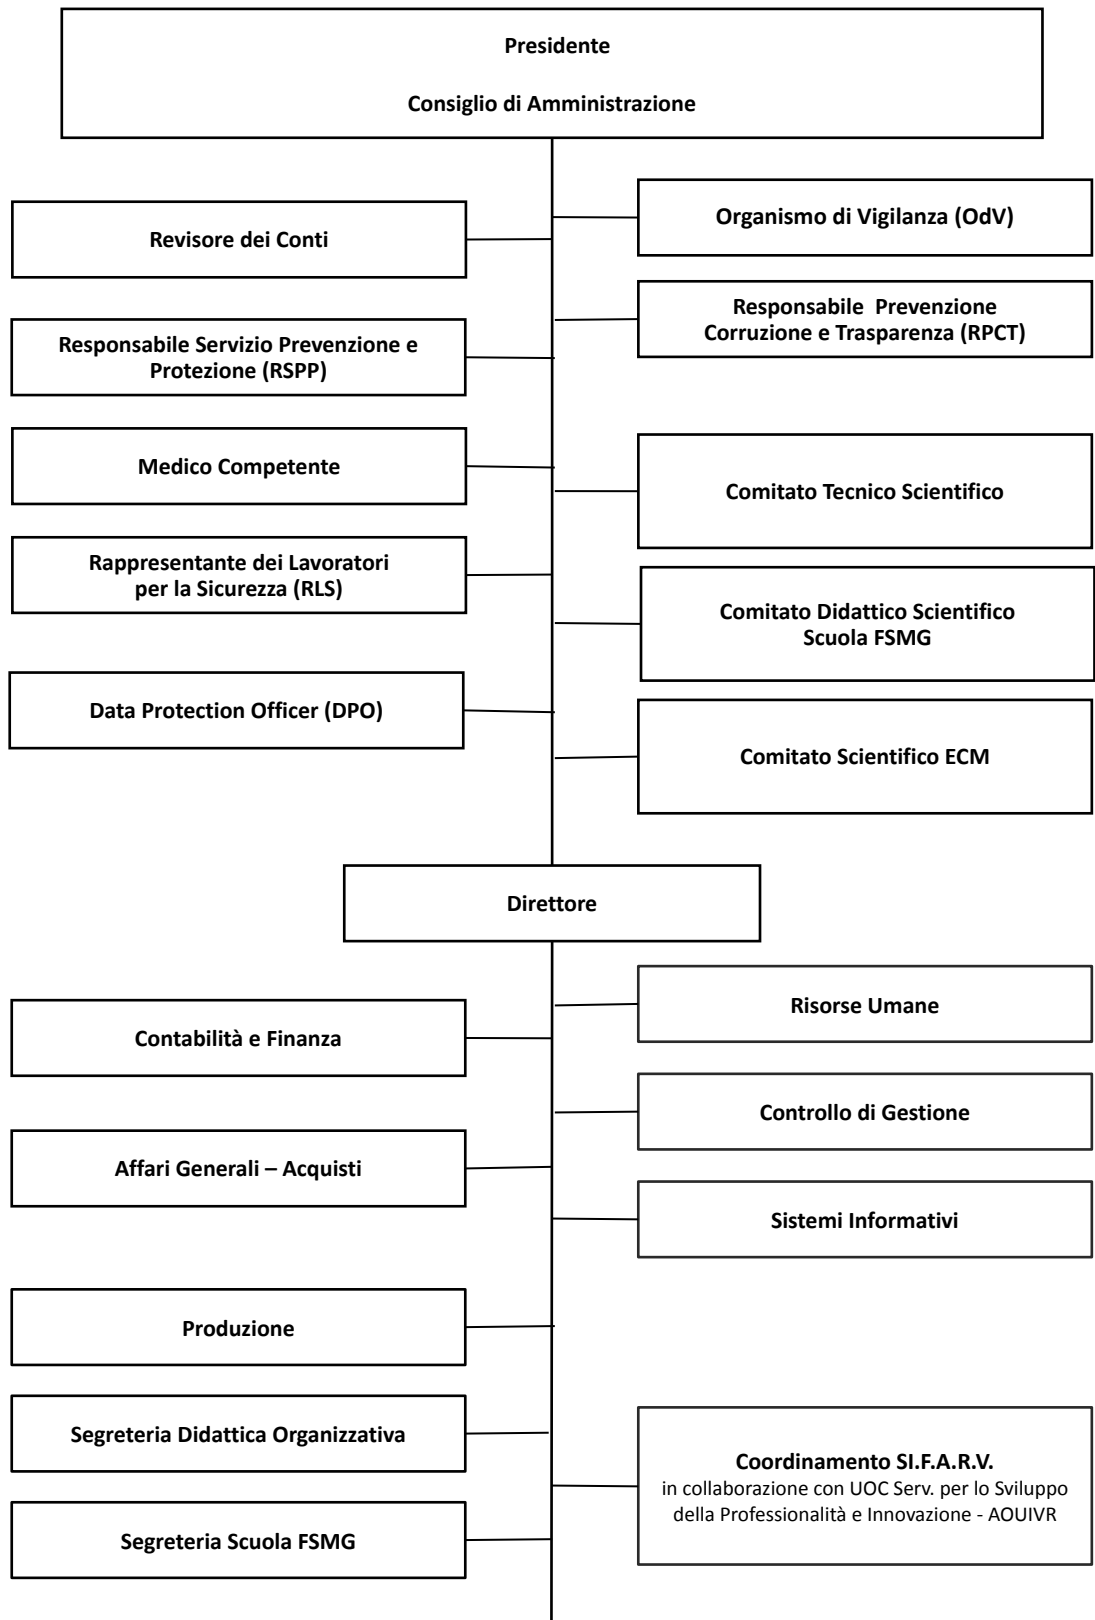 Presidente
Consiglio di Amministrazione
Organismo di Vigilanza (OdV)
Revisore dei Conti
Responsabile Prevenzione
Corruzione e Trasparenza (RPCT)
Responsabile Servizio Prevenzione e
Protezione (RSPP)
Medico Competente
Comitato Tecnico Scientifico
Rappresentante dei Lavoratori
per la Sicurezza (RLS)
Comitato Didattico Scientifico
Scuola FSMG
Data Protection Officer (DPO)
Comitato Scientifico ECM
Direttore
Risorse Umane
Contabilità e Finanza
Controllo di Gestione
Affari Generali – Acquisti
Sistemi Informativi
Produzione
Segreteria Didattica Organizzativa
Coordinamento SI.F.A.R.V.
in collaborazione con UOC Serv. per lo Sviluppo
della Professionalità e Innovazione - AOUIVR
Segreteria Scuola FSMG